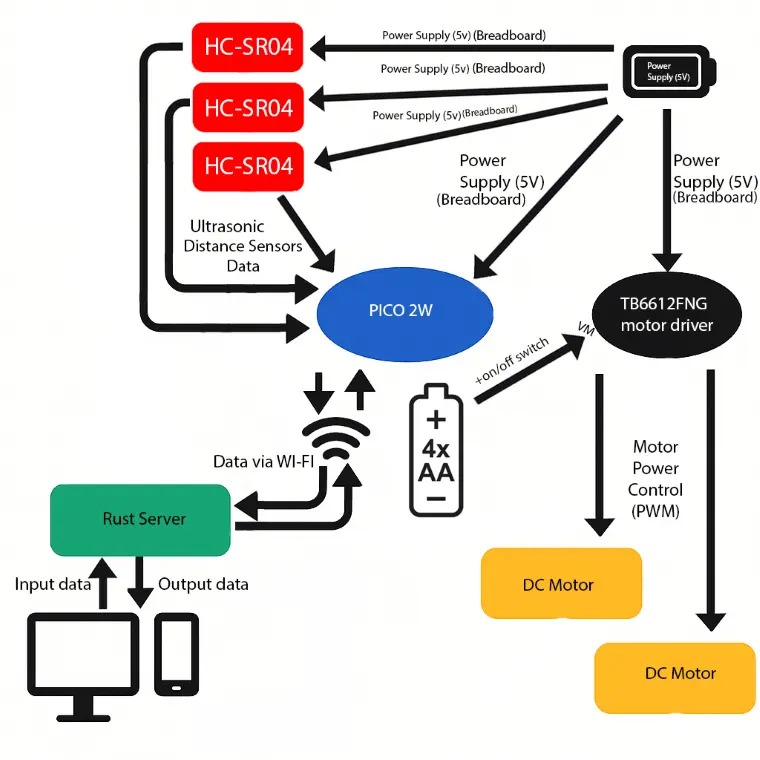 HC-SR04
Power Supply (5v) (Breadboard)
Power
Supply (5V)
HC-SR04
Power Supply (5v) (Breadboard)
Power Supply (5v) (Breadboard)
HC-SR04
Power
Supply (5V)
(Breadboard)
Power
Supply (5V)
(Breadboard)
Ultrasonic
Distance Sensors
Data
PICO 2W
TB6612FNG
motor driver
VM
+on/off switch
+
4x
AA
−
Data via WI-FI
Motor
Power
Control
(PWM)
Rust Server
Input data
Output data
DC Motor
DC Motor